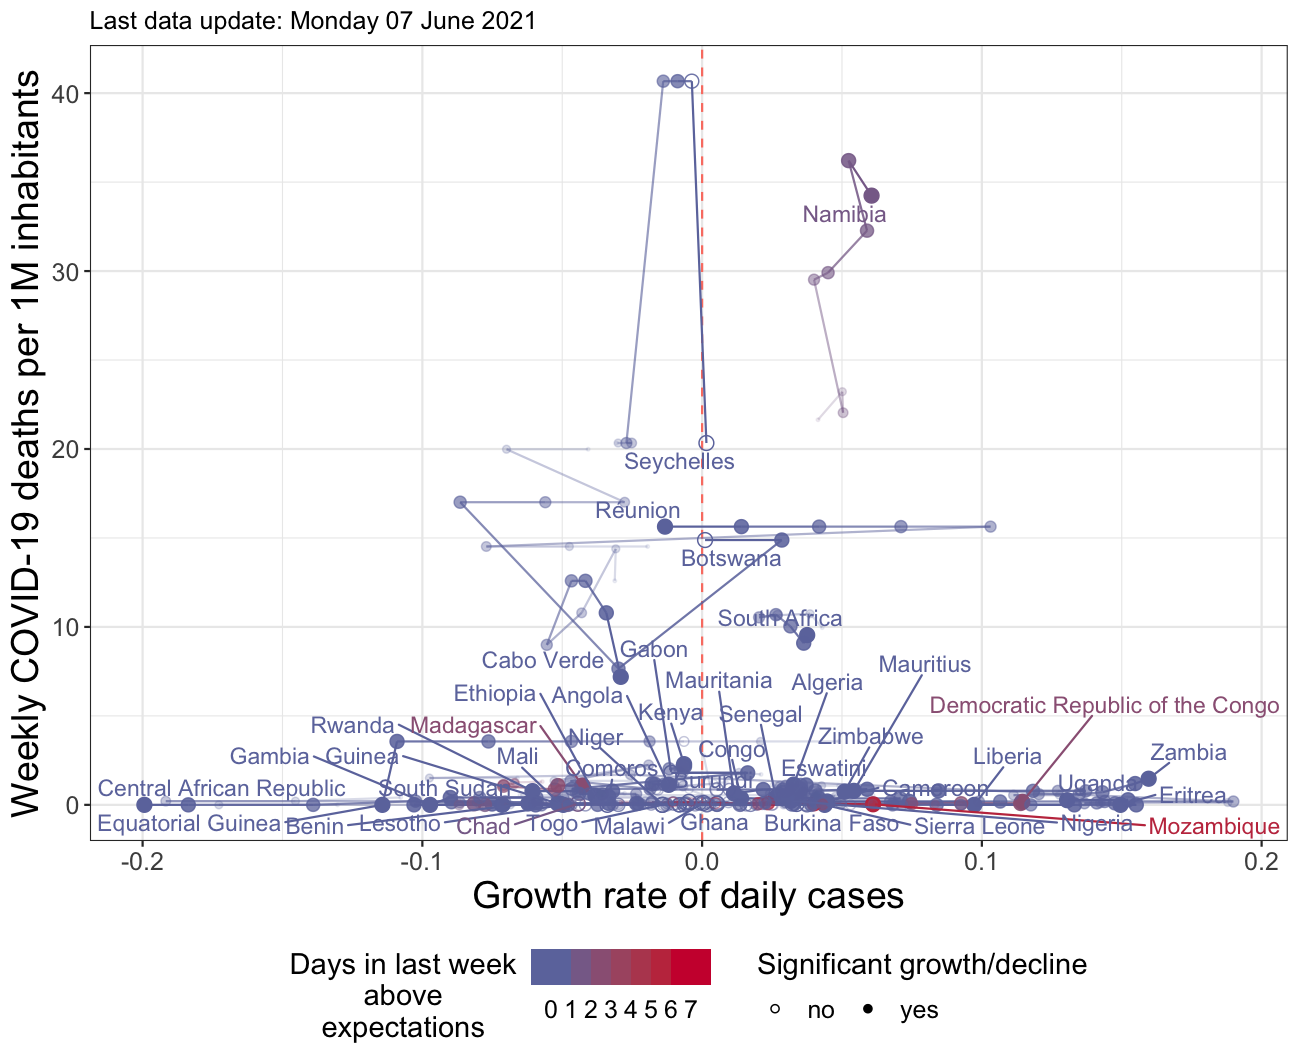 Last data update: Monday 07 June 2021
Weekly COVID-19 deaths per 1M inhabitants
40
30
20
10
0
Namibia
Seychelles
Reunion
Botswana
South Africa
Cabo Verde
Gabon
Mauritius
Ethiopia
Angola
Mauritania
Algeria
Democratic Republic of the Congo
Rwanda
Madagascar
Kenya
Senegal
Gambia
Guinea
Mali
Niger
Congo
Zimbabwe
Liberia
Zambia
Central African Republic
South Sudan
Comoros
Burundi
Eswatini
Cameroon
Uganda
Eritrea
Equatorial Guinea
Benin
Lesotho
Chad
Togo
Malawi
Ghana
Burkina Faso
Sierra Leone
Nigeria
Mozambique
-0.2
-0.1
0.0
0.1
0.2
Growth rate of daily cases
Days in last week
above
expectations
0 1 2 3 4 5 6 7
Significant growth/decline
no
yes